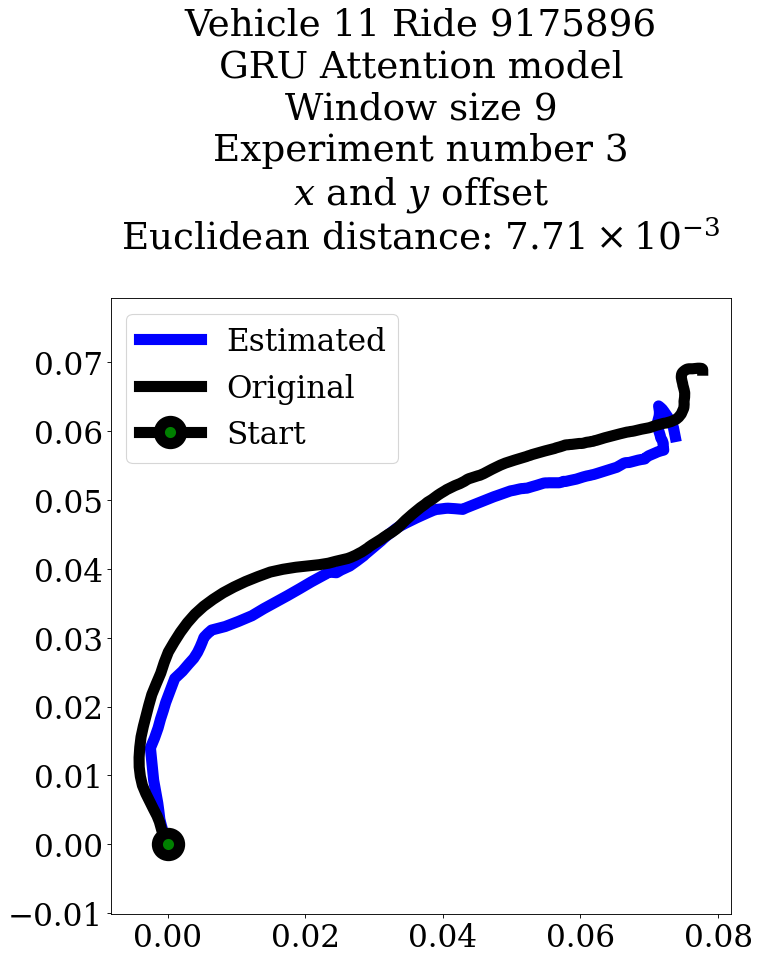 Vehicle 11 Ride 9175896
GRU Attention model
Window size 9
Experiment number 3
x and y offset
Euclidean distance: 7.71 × 10⁻³
Estimated
Original
Start
0.07
0.06
0.05
0.04
0.03
0.02
0.01
0.00
−0.01
0.00 0.02 0.04 0.06 0.08